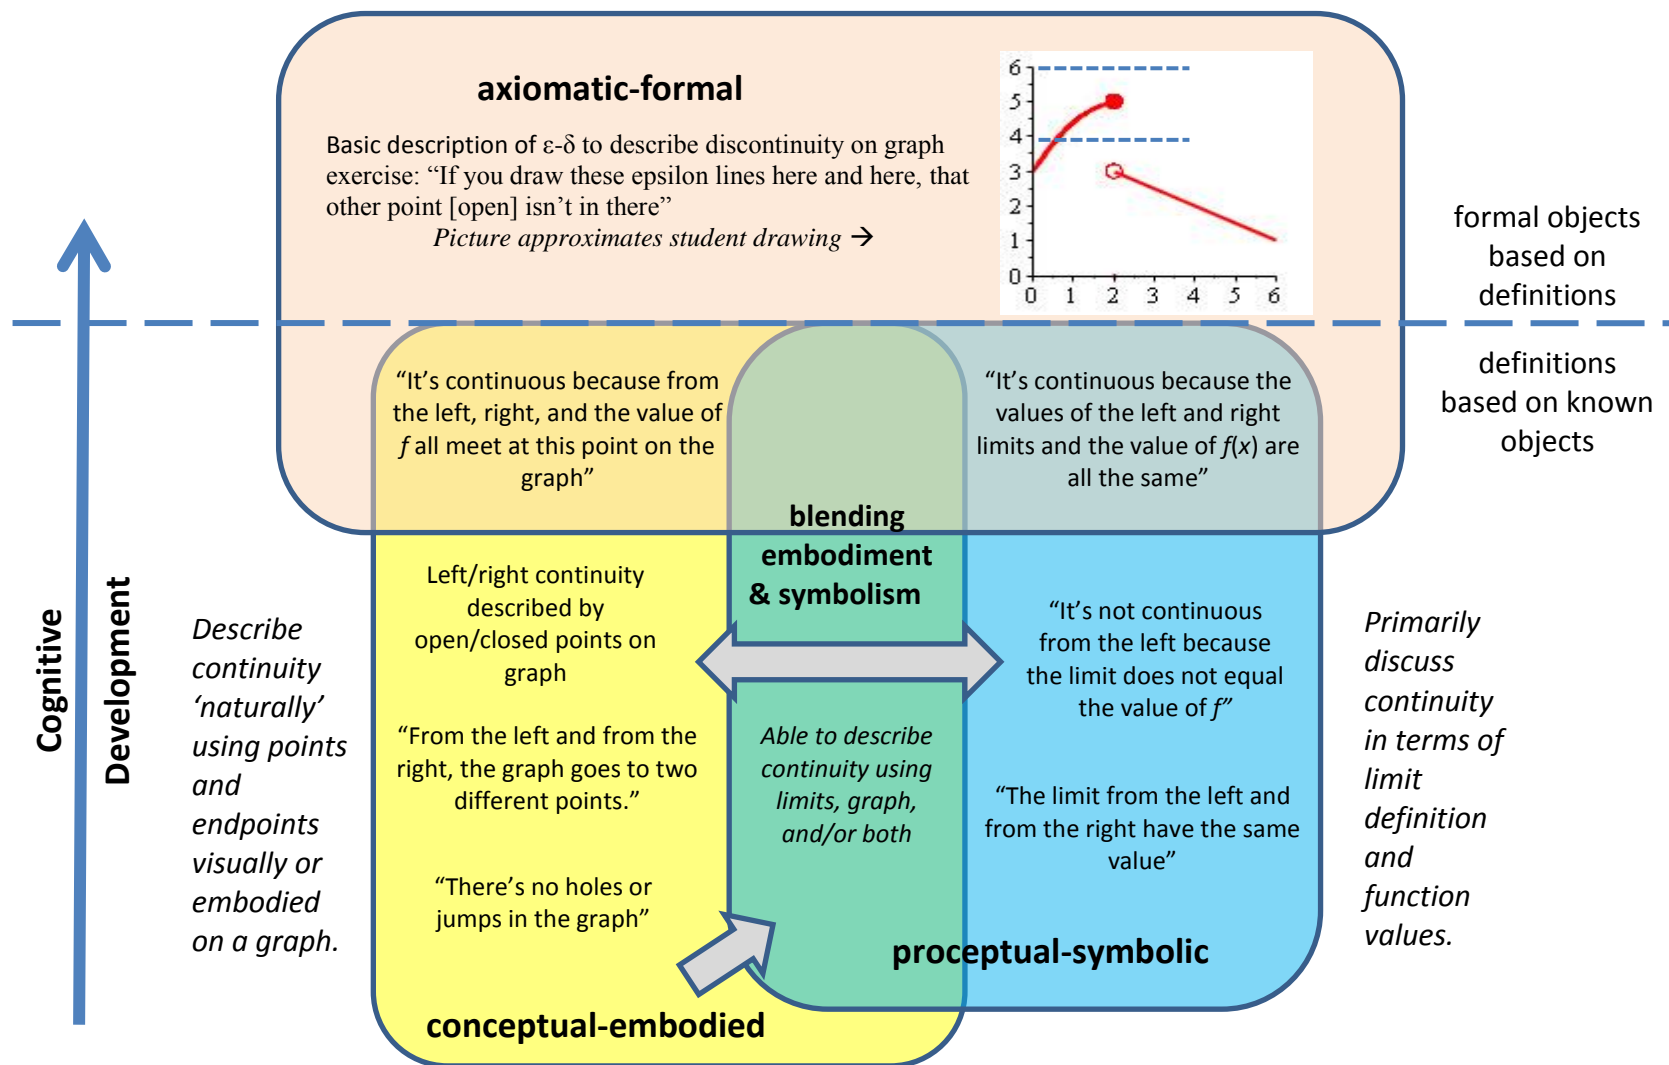 axiomatic-formal
Basic description of ε-δ to describe discontinuity on graph
exercise: “If you draw these epsilon lines here and here, that
other point [open] isn’t in there”
Picture approximates student drawing →
6
5
4
3
2
1
0
0 1 2 3 4 5 6
formal objects
based on
definitions
definitions
based on known
objects
“It’s continuous because from
the left, right, and the value of
f all meet at this point on the
graph”
“It’s continuous because the
values of the left and right
limits and the value of f(x) are
all the same”
blending
embodiment
& symbolism
Cognitive
Development
Describe
continuity
‘naturally’
using points
and
endpoints
visually or
embodied
on a graph.
Left/right continuity
described by
open/closed points on
graph
“From the left and from the
right, the graph goes to two
different points.”
“There’s no holes or
jumps in the graph”
conceptual-embodied
Able to describe
continuity using
limits, graph,
and/or both
“It’s not continuous
from the left because
the limit does not equal
the value of f”
“The limit from the left and
from the right have the same
value”
proceptual-symbolic
Primarily
discuss
continuity
in terms of
limit
definition
and
function
values.